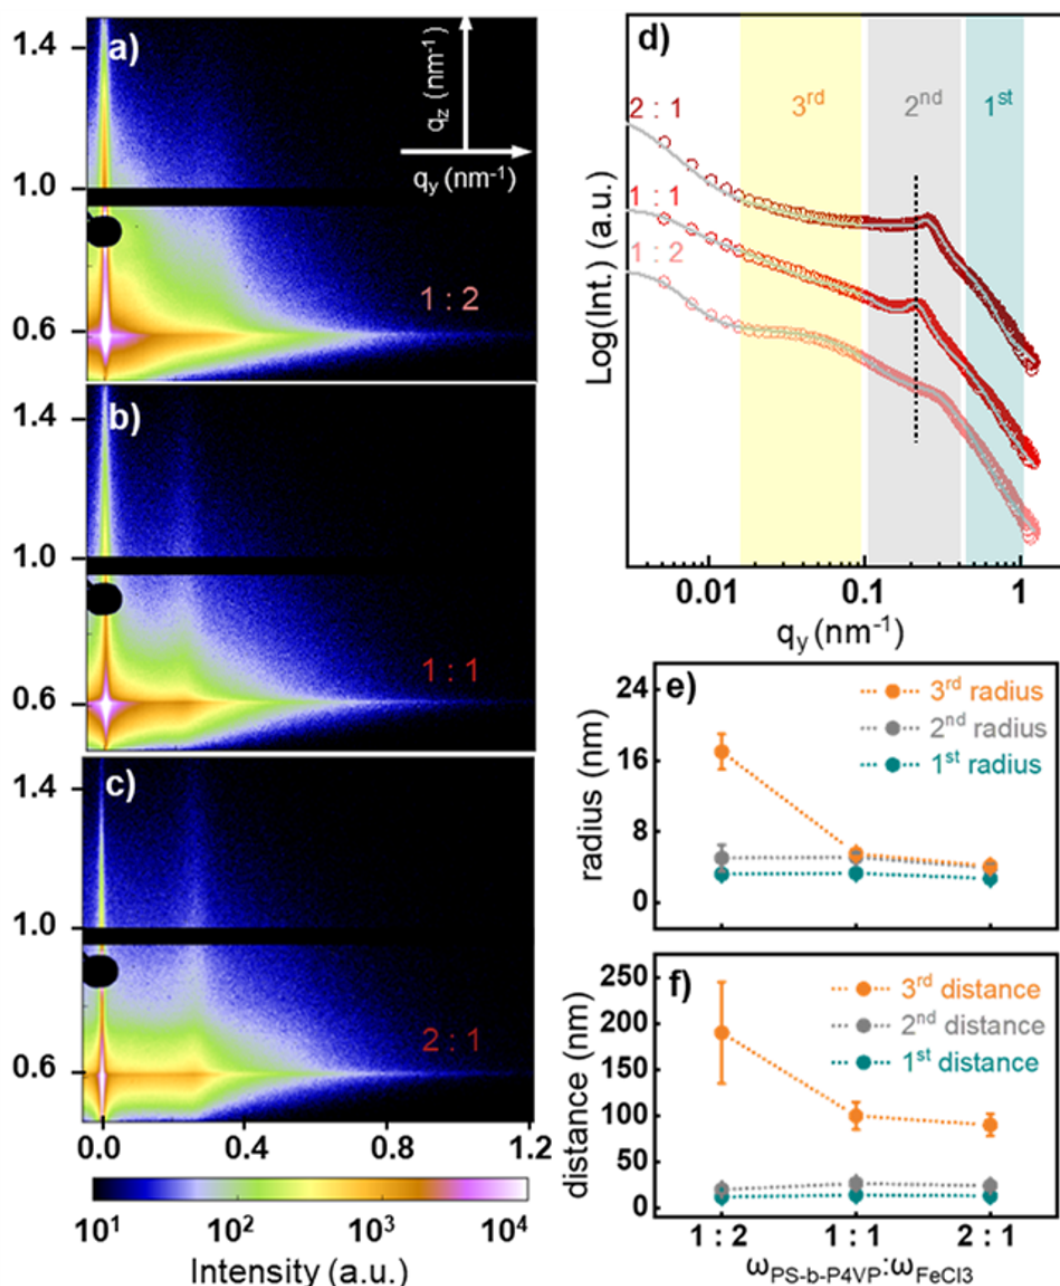 a)
1.4
q_z (nm⁻¹)
q_y (nm⁻¹)
1.0
1 : 2
0.6
b)
1.4
1.0
1 : 1
0.6
c)
1.4
1.0
2 : 1
0.6
0.0 0.4 0.8 1.2
10¹ 10² 10³ 10⁴
Intensity (a.u.)
d)
3ʳᵈ 2ⁿᵈ 1ˢᵗ
2 : 1
1 : 1
1 : 2
Log(Int.) (a.u.)
0.01 0.1 1
q_y (nm⁻¹)
e)
24
16
8
0
radius (nm)
3ʳᵈ radius
2ⁿᵈ radius
1ˢᵗ radius
f)
250
200
150
100
50
0
distance (nm)
3ʳᵈ distance
2ⁿᵈ distance
1ˢᵗ distance
1 : 2 1 : 1 2 : 1
ω_PS-b-P4VP:ω_FeCl3